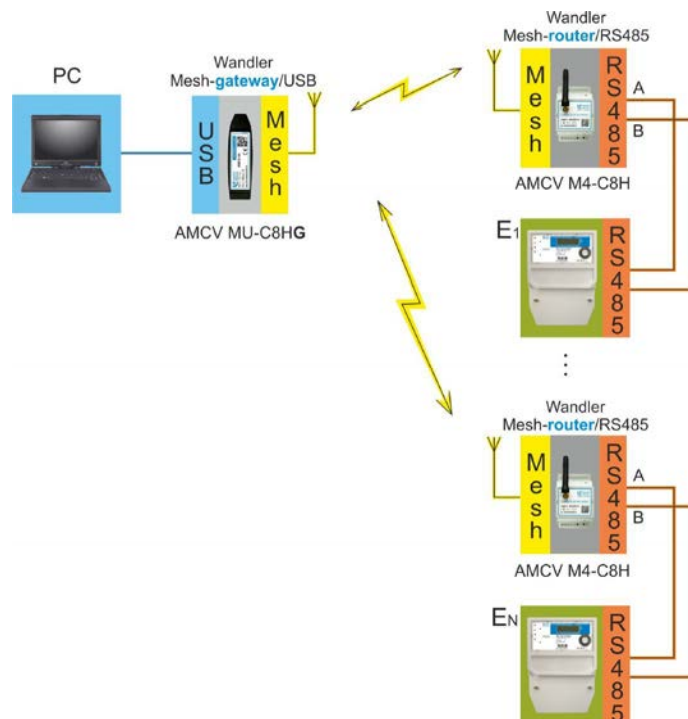 PC
Wandler
Mesh-gateway/USB
USB
Mesh
AMCV MU-C8HG
Wandler
Mesh-router/RS485
Mesh
RS485
A
B
AMCV M4-C8H
E1
RS485
⋮
Wandler
Mesh-router/RS485
Mesh
RS485
A
B
AMCV M4-C8H
EN
RS485